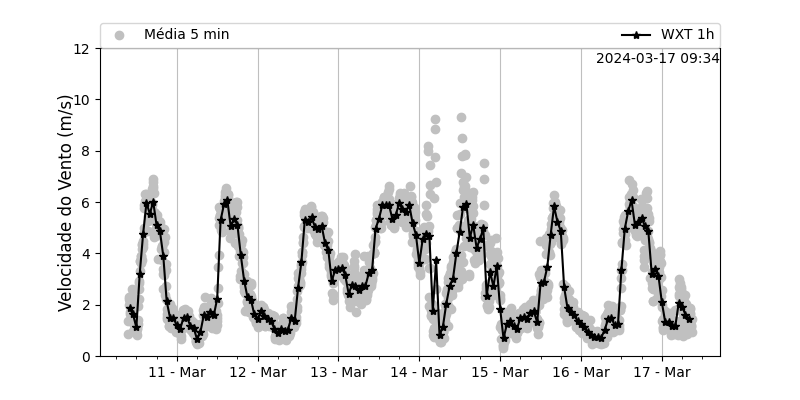 Média 5 min
WXT 1h
2024-03-17 09:34
Velocidade do Vento (m/s)
12
10
8
6
4
2
0
11 - Mar
12 - Mar
13 - Mar
14 - Mar
15 - Mar
16 - Mar
17 - Mar